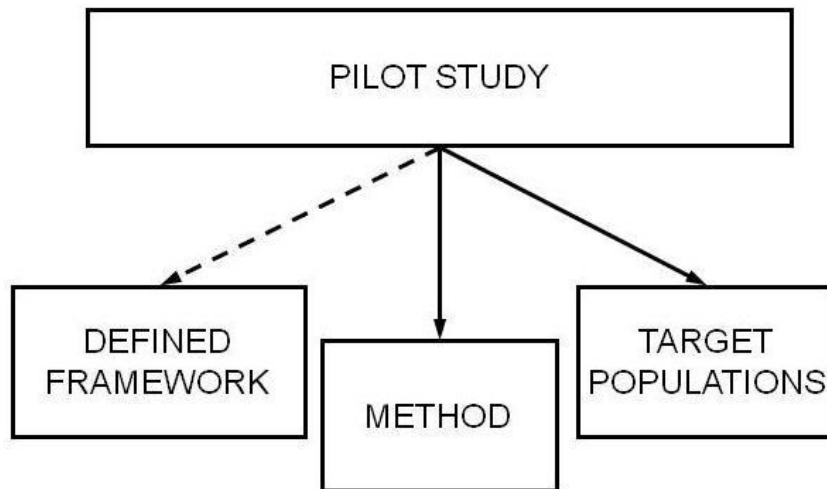 PILOT STUDY
DEFINED
FRAMEWORK
METHOD
TARGET
POPULATIONS